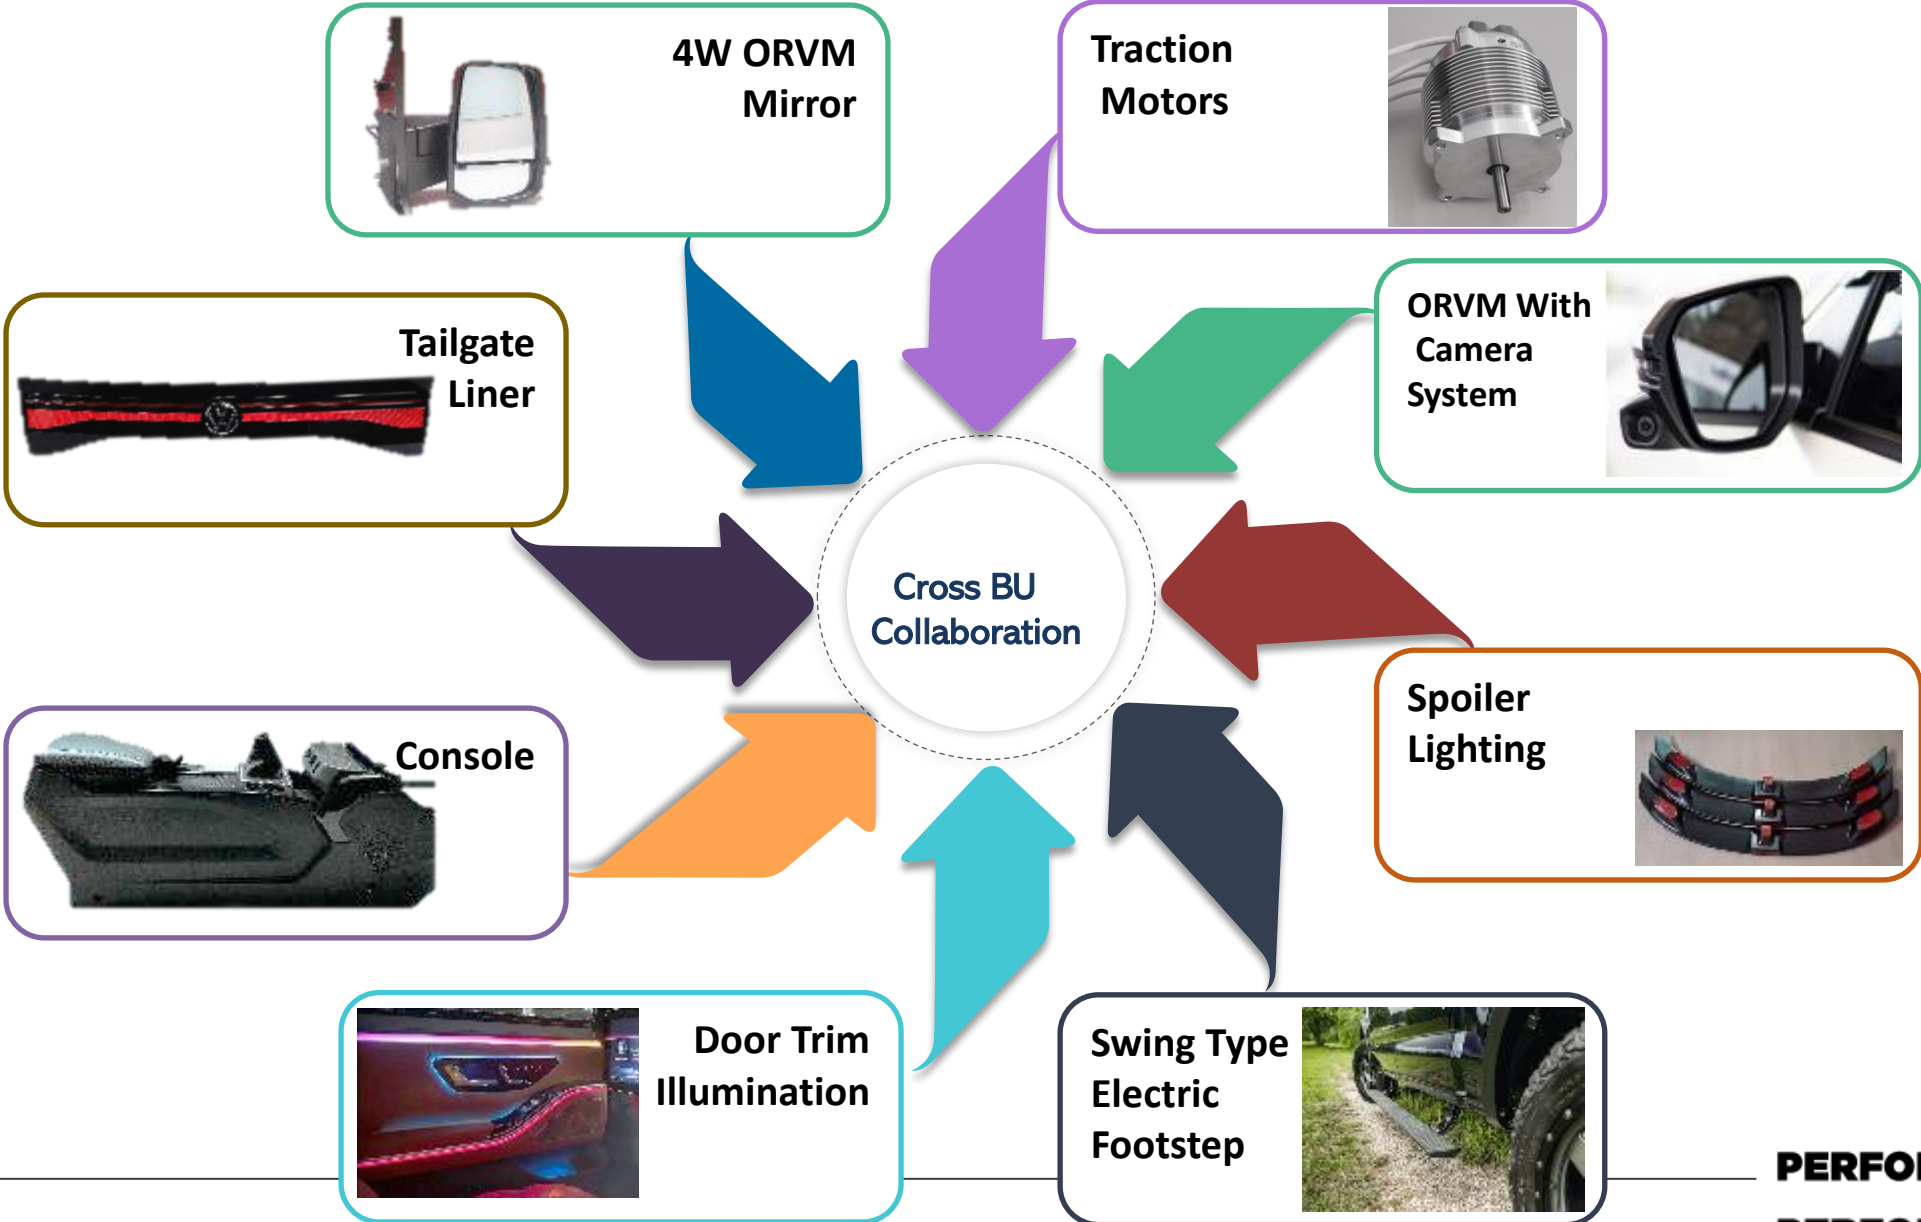 4W ORVM
Mirror
Traction
Motors
Tailgate
Liner
ORVM With
Camera
System
Cross BU
Collaboration
Console
Spoiler
Lighting
Door Trim
Illumination
Swing Type
Electric
Footstep